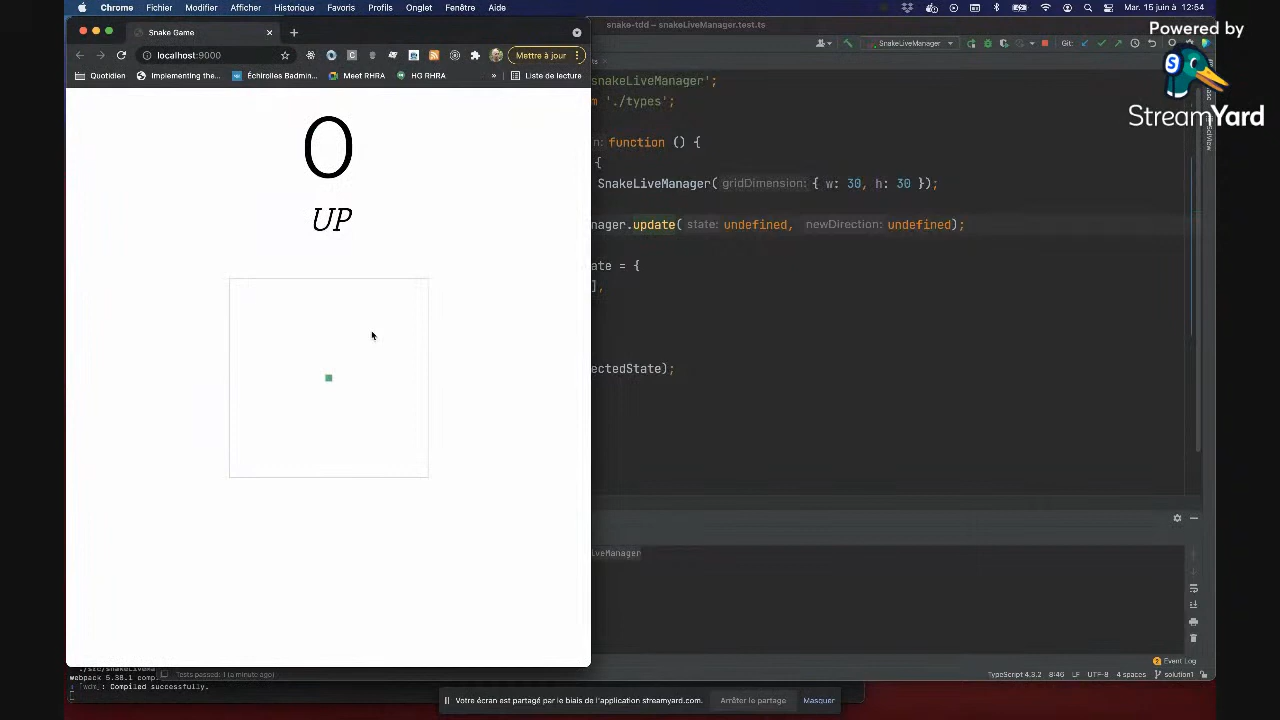 Chrome Fichier Modifier Afficher Historique Favoris Profils Onglet Fenêtre Aide
Mar. 15 juin à 12:54
Snake Game
snake-tdd – snakeLiveManager.test.ts
localhost:9000
Mettre à jour
SnakeLiveManager
Git:
Quotidien
Implementing the...
Échirolles Badmin...
Meet RHRA
HG RHRA
»
Liste de lecture
Powered by
StreamYard
0
UP
snakeLiveManager';
'./types';
function () {
{
SnakeLiveManager( gridDimension: { w: 30, h: 30 });
nager.update( state: undefined, newDirection: undefined);
ate = {
],
ectedState);
iveManager
Event Log
webpack 5.38.1 comp
Tests passed: 1 (a minute ago)
[wdm]: Compiled successfully.
TypeScript 4.3.2 8:46 LF UTF-8 4 spaces solution1
Votre écran est partagé par le biais de l'application streamyard.com.
Arrêter le partage
Masquer